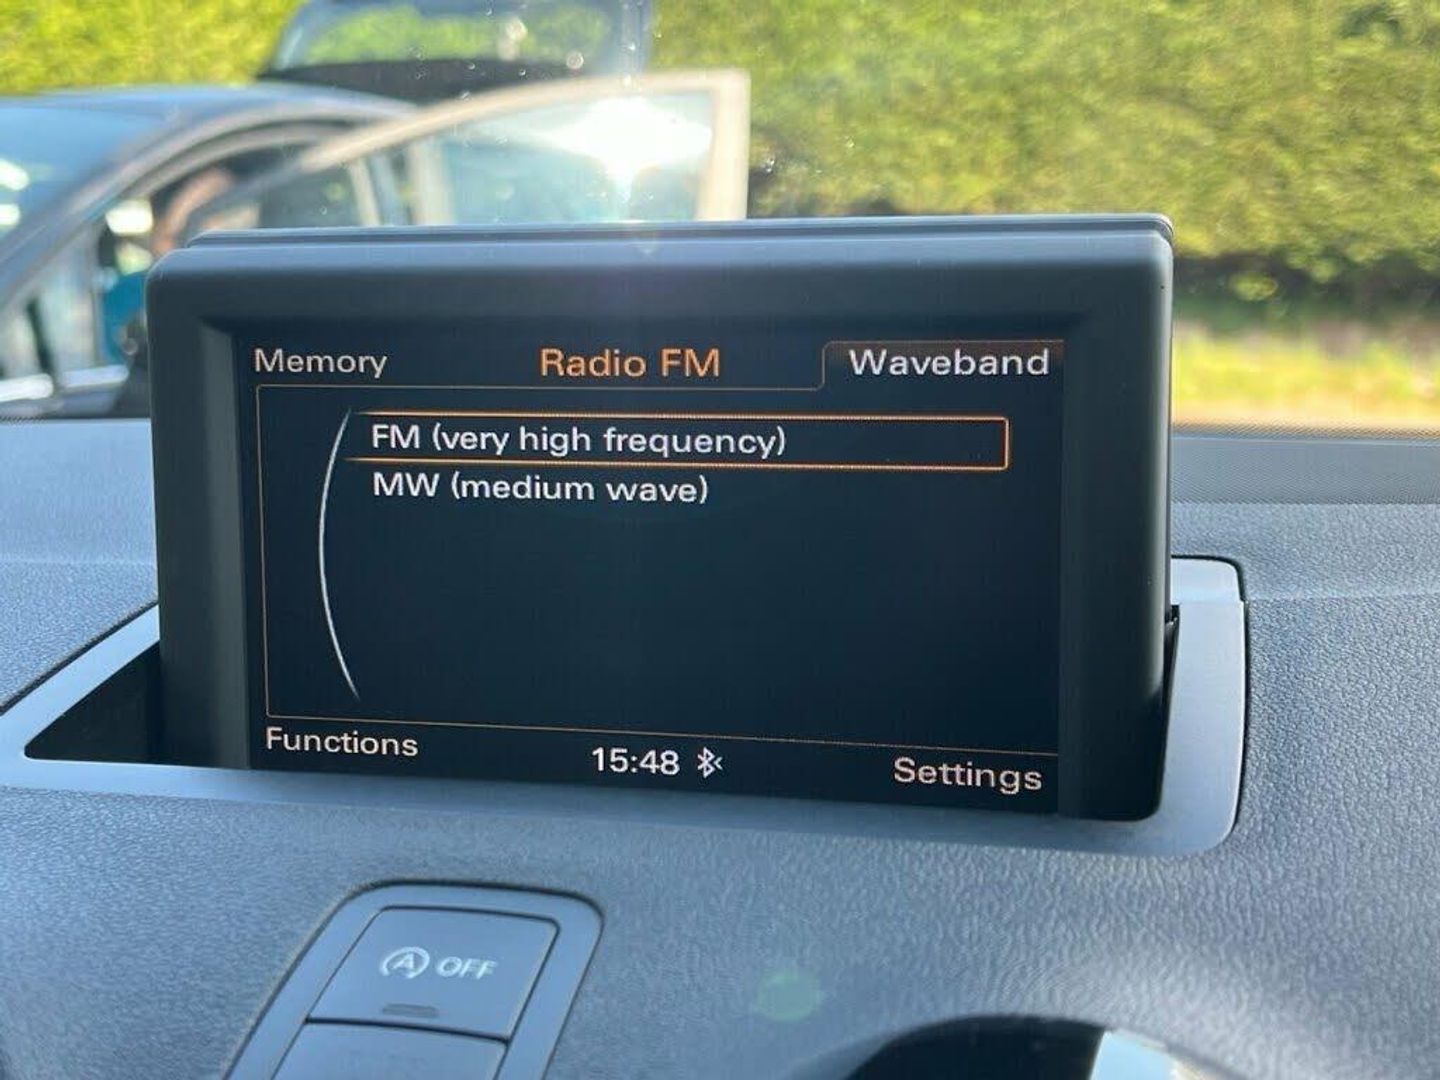 Memory
Radio FM
Waveband
FM (very high frequency)
MW (medium wave)
Functions
15:48
Settings
A OFF